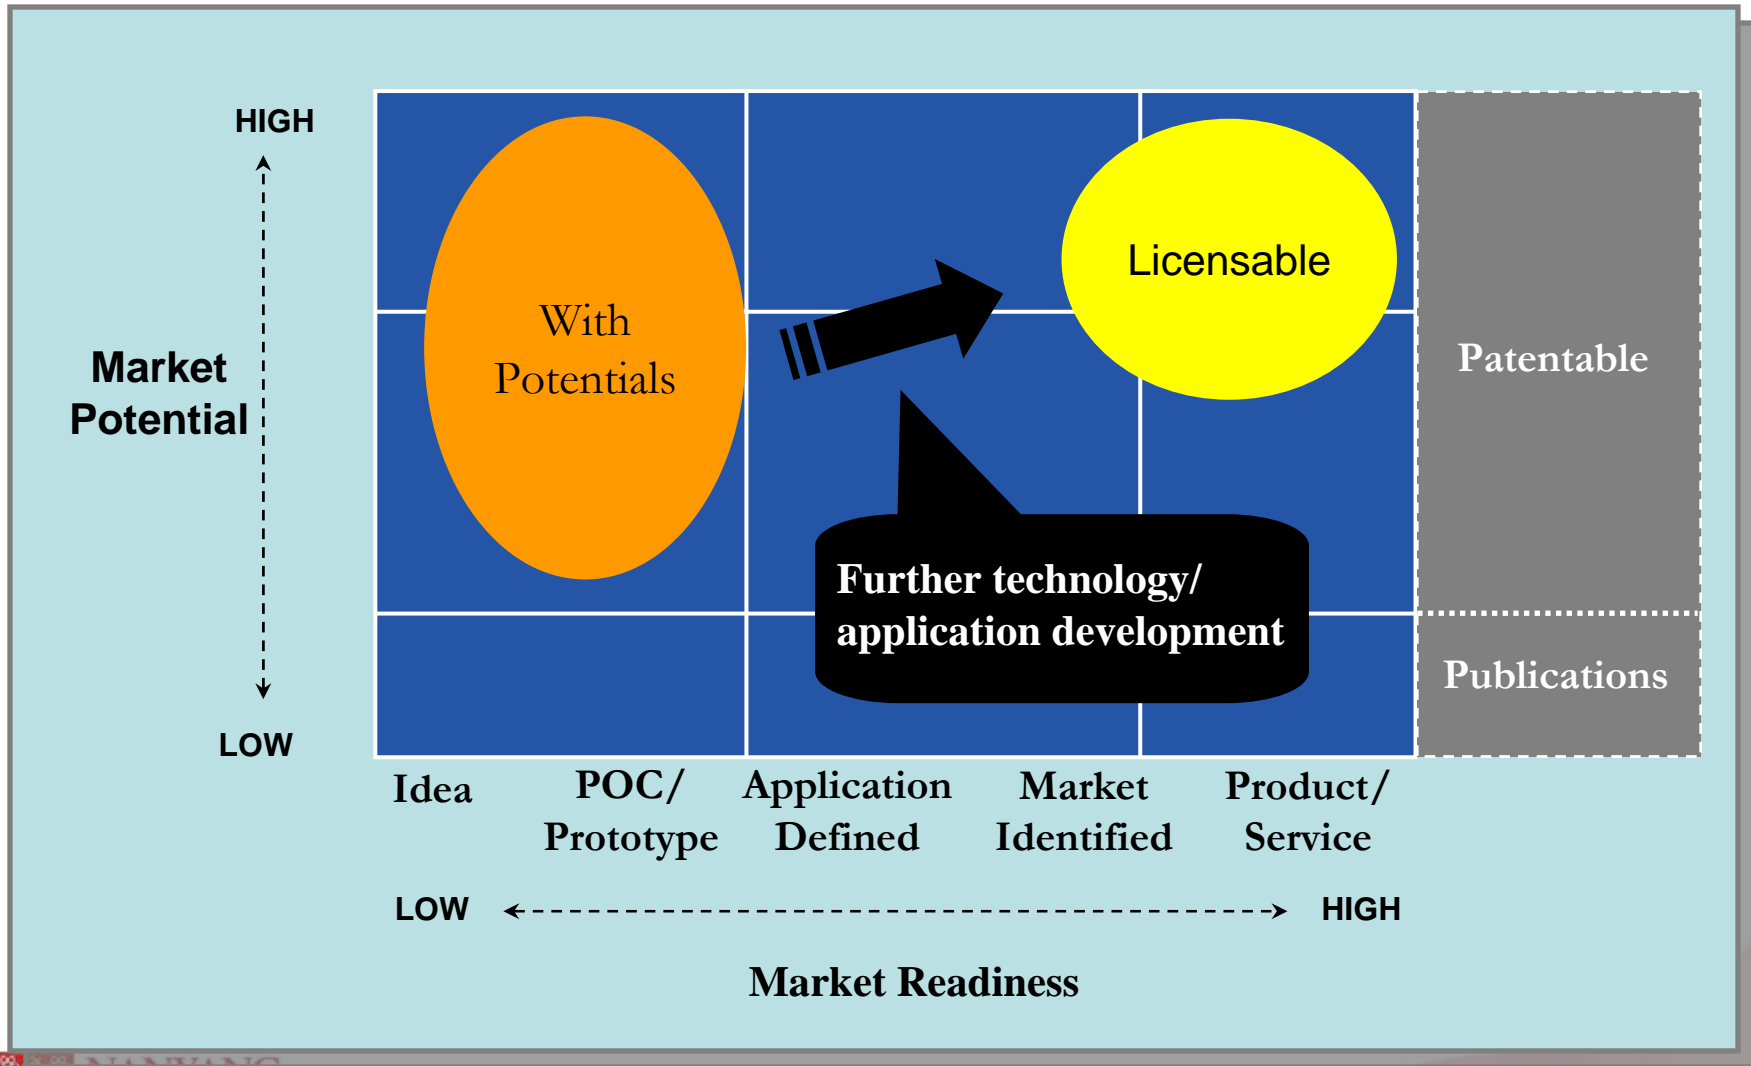 HIGH
Market
Potential
LOW
With
Potentials
Licensable
Further technology/
application development
Patentable
Publications
Idea
POC/
Prototype
Application
Defined
Market
Identified
Product/
Service
LOW
HIGH
Market Readiness
NANYANG